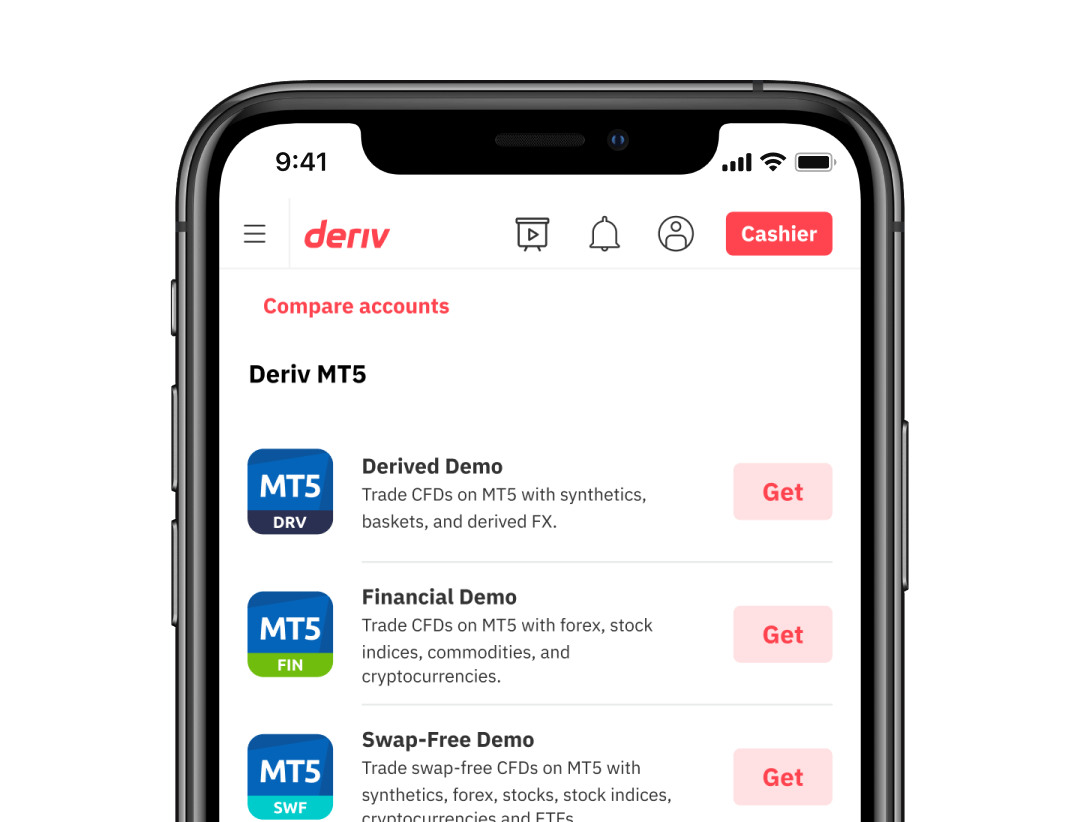 9:41
deriv
Cashier
Compare accounts
Deriv MT5
MT5
DRV
Derived Demo
Trade CFDs on MT5 with synthetics,
baskets, and derived FX.
Get
MT5
FIN
Financial Demo
Trade CFDs on MT5 with forex, stock
indices, commodities, and
cryptocurrencies.
Get
MT5
SWF
Swap-Free Demo
Trade swap-free CFDs on MT5 with
synthetics, forex, stocks, stock indices,
cryptocurrencies and ETFs
Get